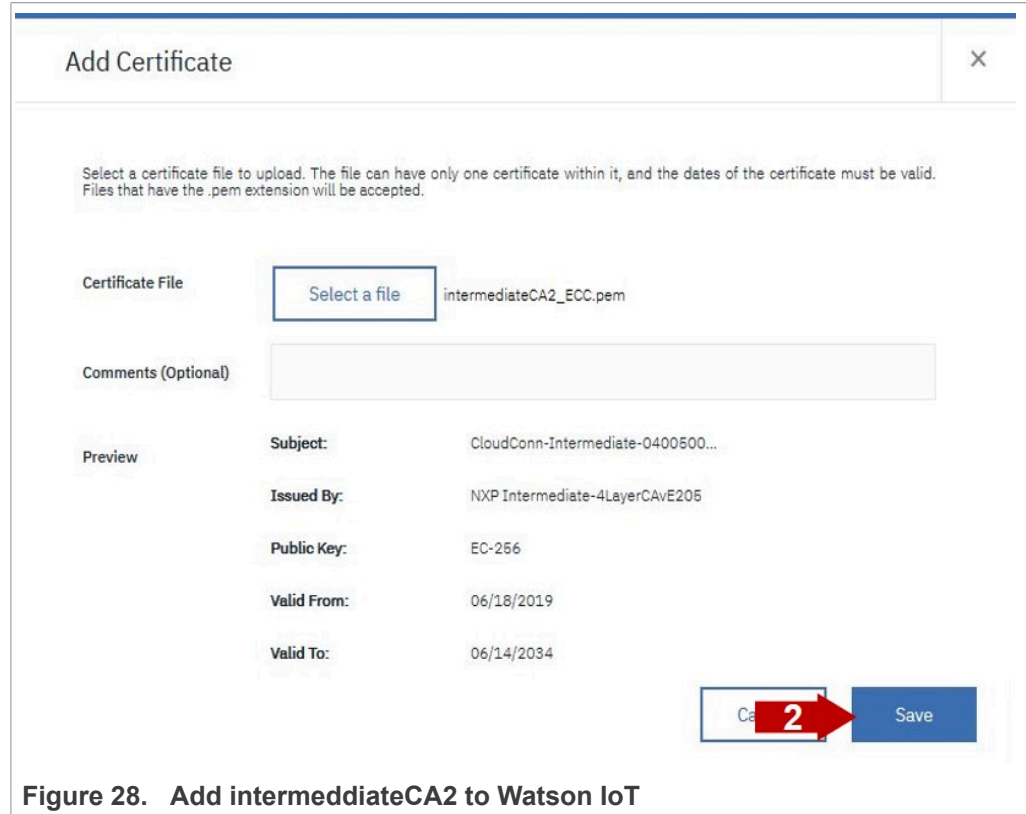 Add Certificate
Select a certificate file to upload. The file can have only one certificate within it, and the dates of the certificate must be valid.
Files that have the .pem extension will be accepted.
Certificate File
Select a file
intermediateCA2_ECC.pem
Comments (Optional)
Preview
Subject: CloudConn-Intermediate-0400500...
Issued By: NXP Intermediate-4LayerCAvE205
Public Key: EC-256
Valid From: 06/18/2019
Valid To: 06/14/2034
2
Save
Figure 28. Add intermeddiateCA2 to Watson IoT